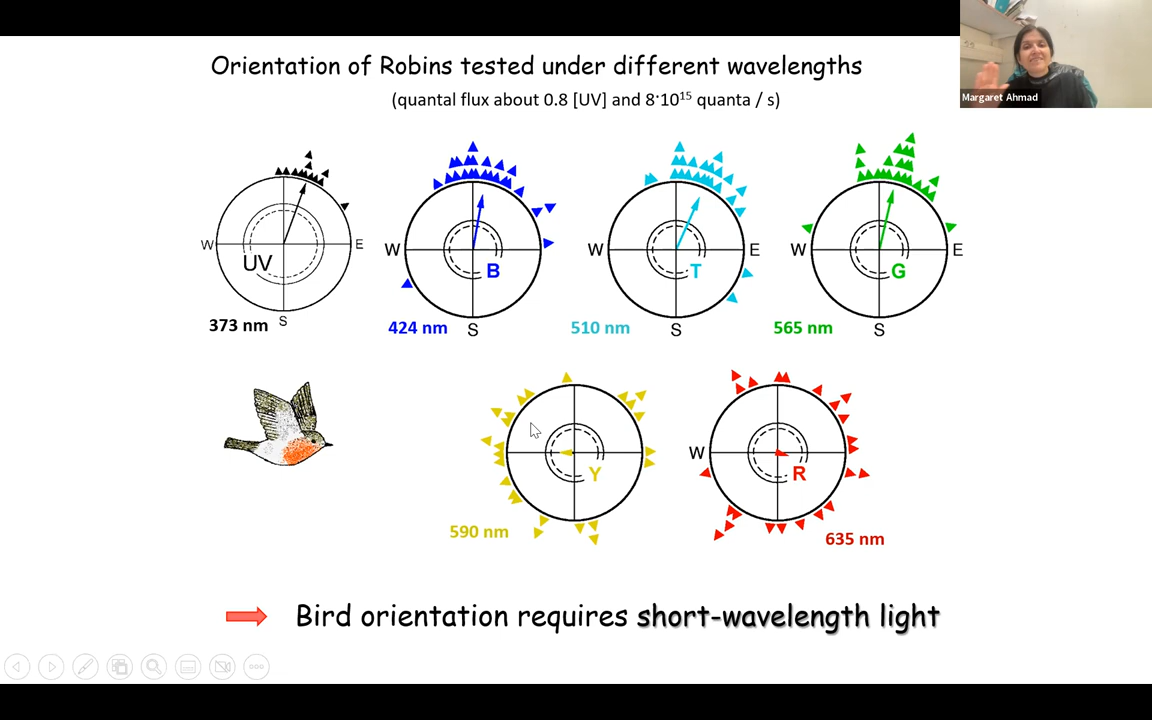 Orientation of Robins tested under different wavelengths
(quantal flux about 0.8 [UV] and 8·10¹⁵ quanta / s)
Margaret Ahmad
W E
UV
373 nm S
W
B
424 nm S
W E
T
510 nm S
W E
G
565 nm S
Y
590 nm
W
R
635 nm
Bird orientation requires short-wavelength light